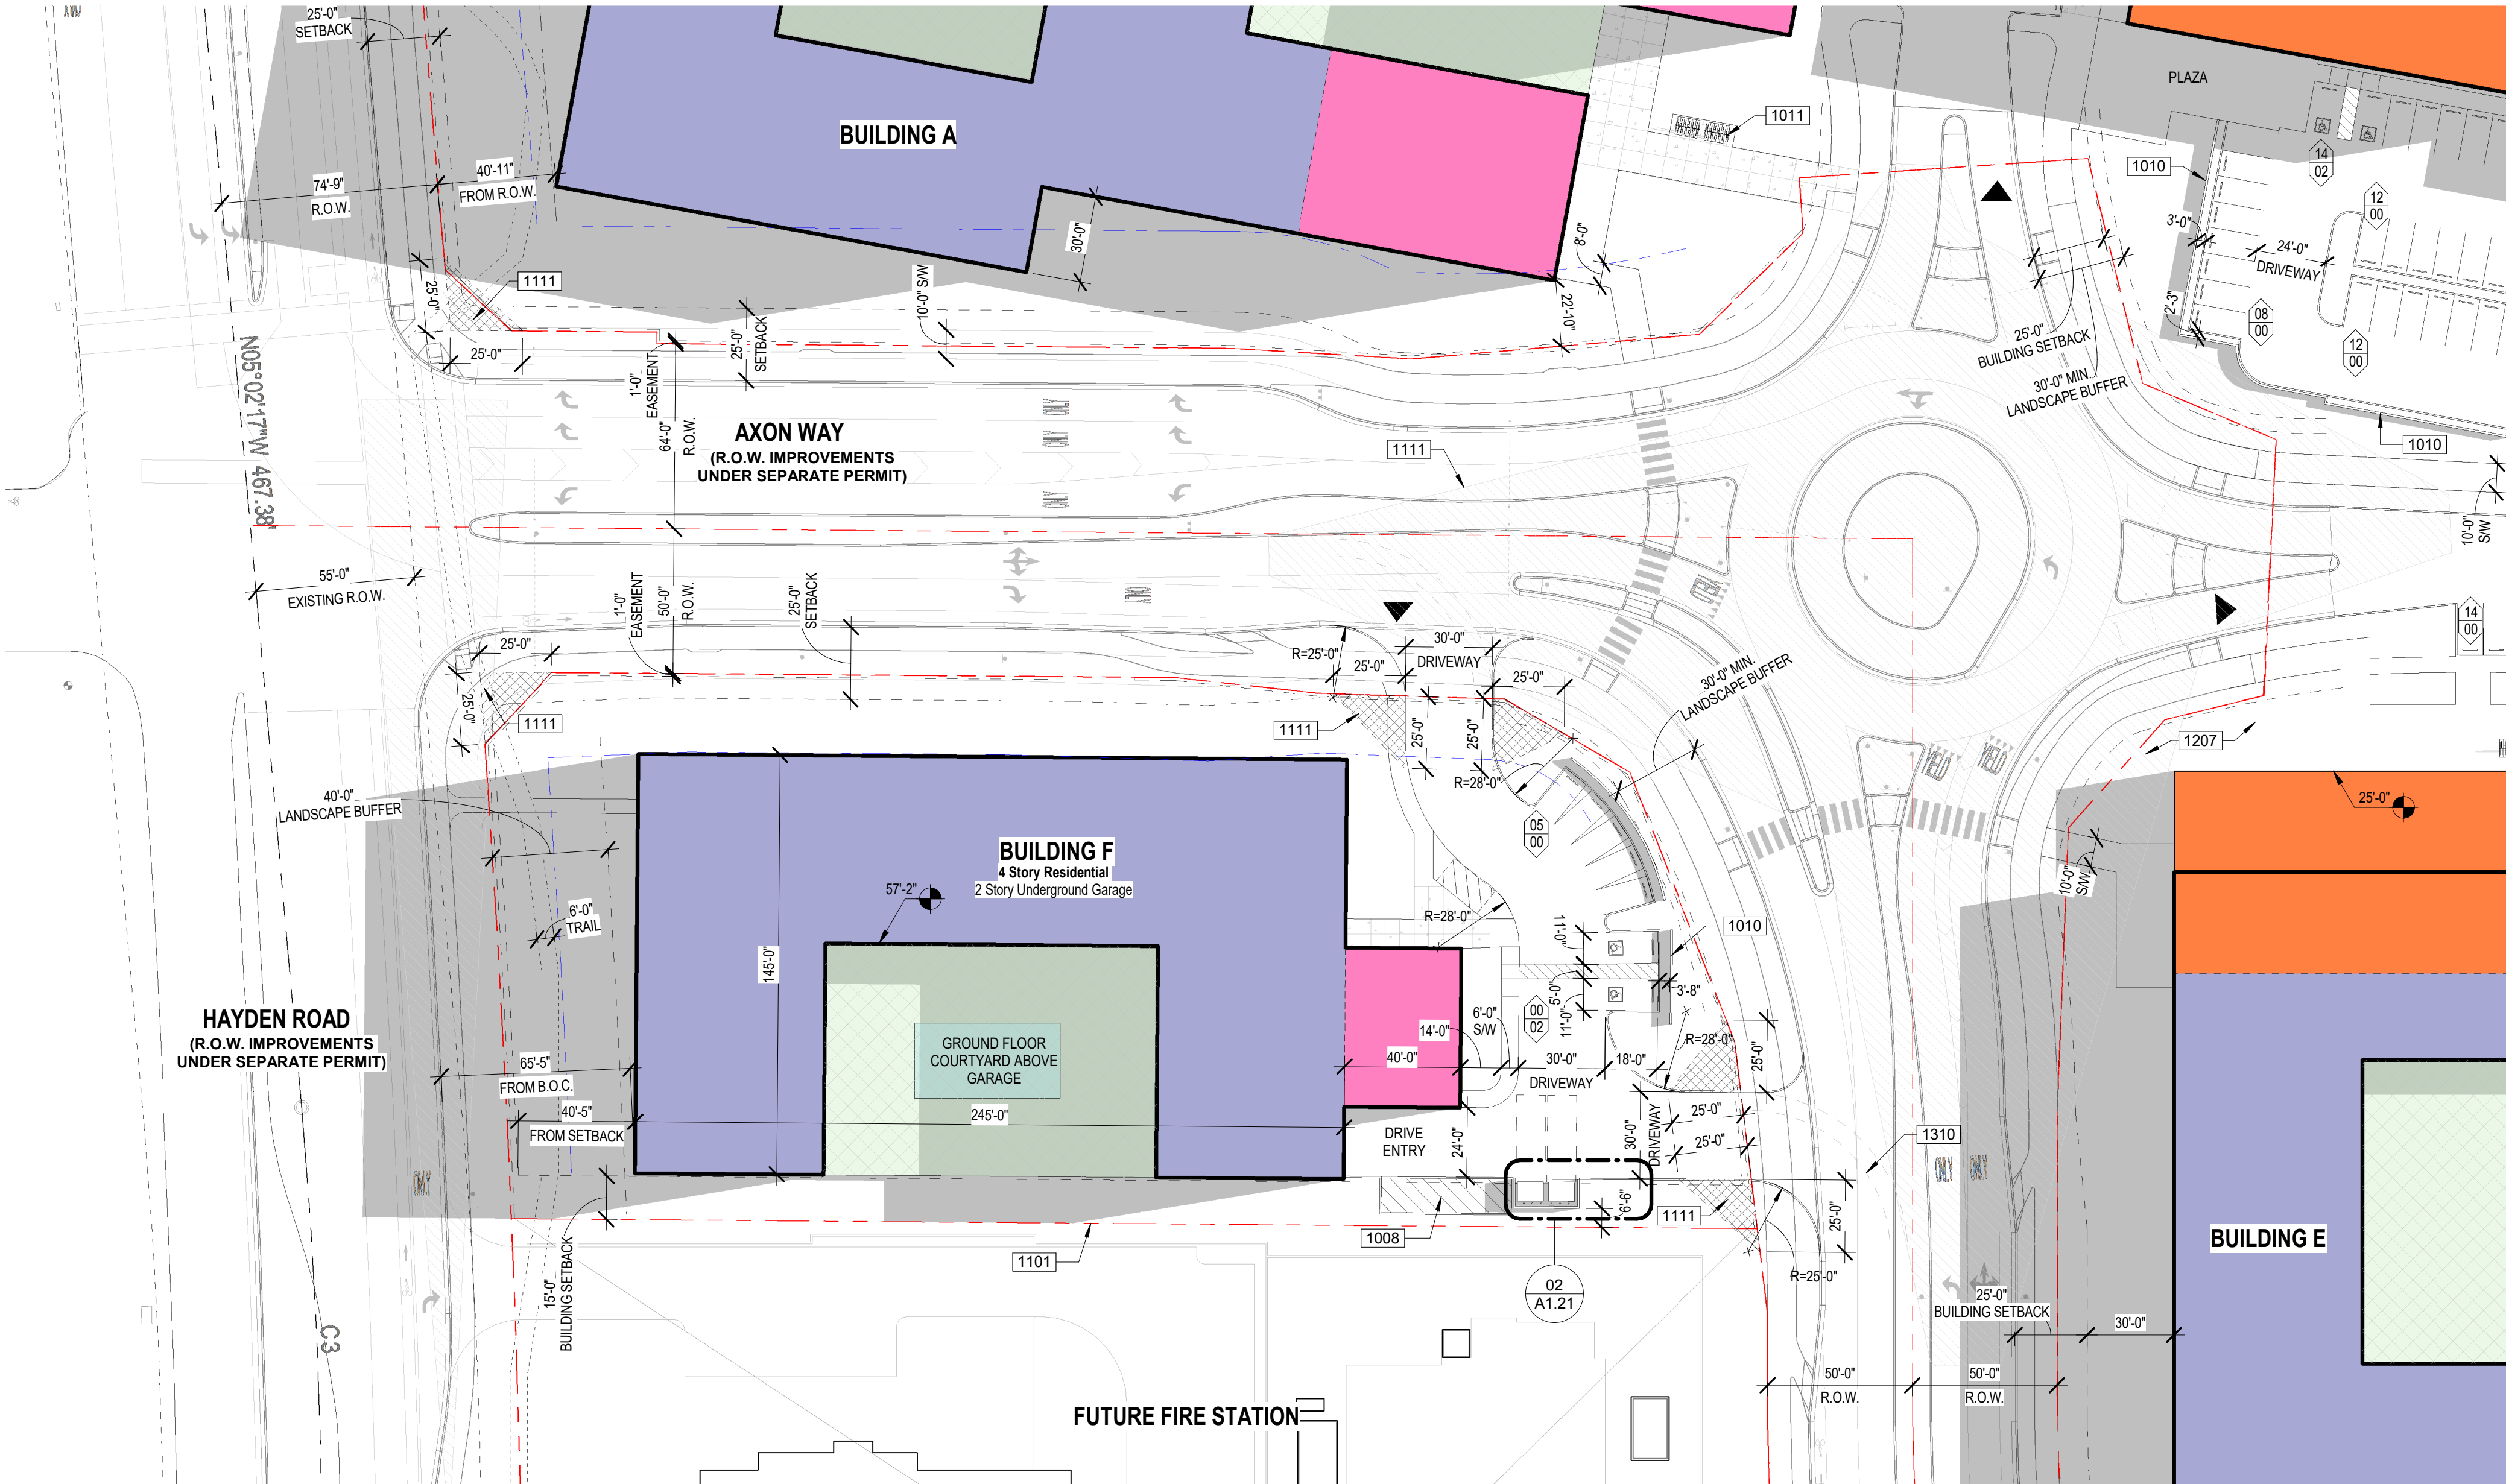 25'-0"
SETBACK
BUILDING A
PLAZA
1011
1010
14
02
12
00
74'-9"
R.O.W.
40'-11"
FROM R.O.W.
30'-0"
8'-0"
3'-0"
24'-0"
DRIVEWAY
2'-3"
08
00
12
00
1111
25'-0"
25'-0"
10'-0" S/W
25'-0"
SETBACK
22'-10"
25'-0"
BUILDING SETBACK
30'-0" MIN.
LANDSCAPE BUFFER
1010
N05°02'17"W 467.38'
1'-0"
EASEMENT
64'-0"
R.O.W.
AXON WAY
(R.O.W. IMPROVEMENTS
UNDER SEPARATE PERMIT)
1111
10'-0"
S/W
55'-0"
EXISTING R.O.W.
1'-0"
EASEMENT
50'-0"
R.O.W.
25'-0"
SETBACK
YIELD
14
00
25'-0"
25'-0"
1111
R=25'-0"
25'-0"
30'-0"
DRIVEWAY
25'-0"
1111
25'-0"
25'-0"
30'-0" MIN.
LANDSCAPE BUFFER
R=28'-0"
YIELD
YIELD
1207
25'-0"
40'-0"
LANDSCAPE BUFFER
BUILDING F
4 Story Residential
2 Story Underground Garage
57'-2"
05
00
6'-0"
TRAIL
145'-0"
R=28'-0"
11'-0"
5'-0"
11'-0"
1010
3'-8"
10'-0"
S/W
HAYDEN ROAD
(R.O.W. IMPROVEMENTS
UNDER SEPARATE PERMIT)
65'-5"
FROM B.O.C.
40'-5"
FROM SETBACK
GROUND FLOOR
COURTYARD ABOVE
GARAGE
245'-0"
14'-0"
40'-0"
6'-0"
S/W
00
02
30'-0"
DRIVEWAY
18'-0"
R=28'-0"
25'-0"
DRIVE
ENTRY
24'-0"
30'-0"
DRIVEWAY
25'-0"
25'-0"
1310
6'-6"
1111
25'-0"
R=25'-0"
1008
1101
15'-0"
BUILDING SETBACK
02
A1.21
C3
BUILDING E
25'-0"
BUILDING SETBACK
30'-0"
50'-0"
R.O.W.
50'-0"
R.O.W.
FUTURE FIRE STATION